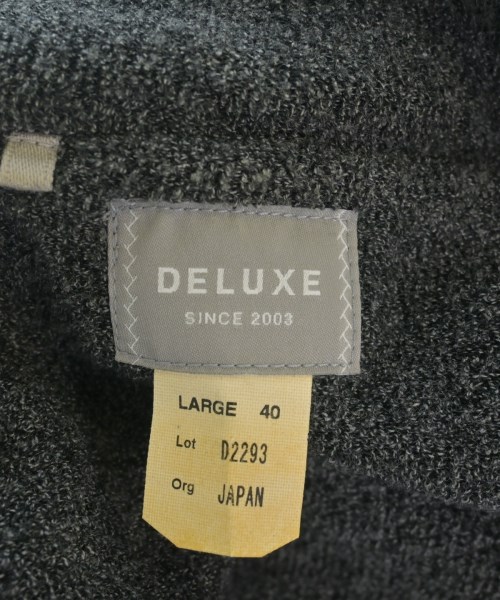 DELUXE
SINCE 2003
LARGE 40
Lot D2293
Org JAPAN